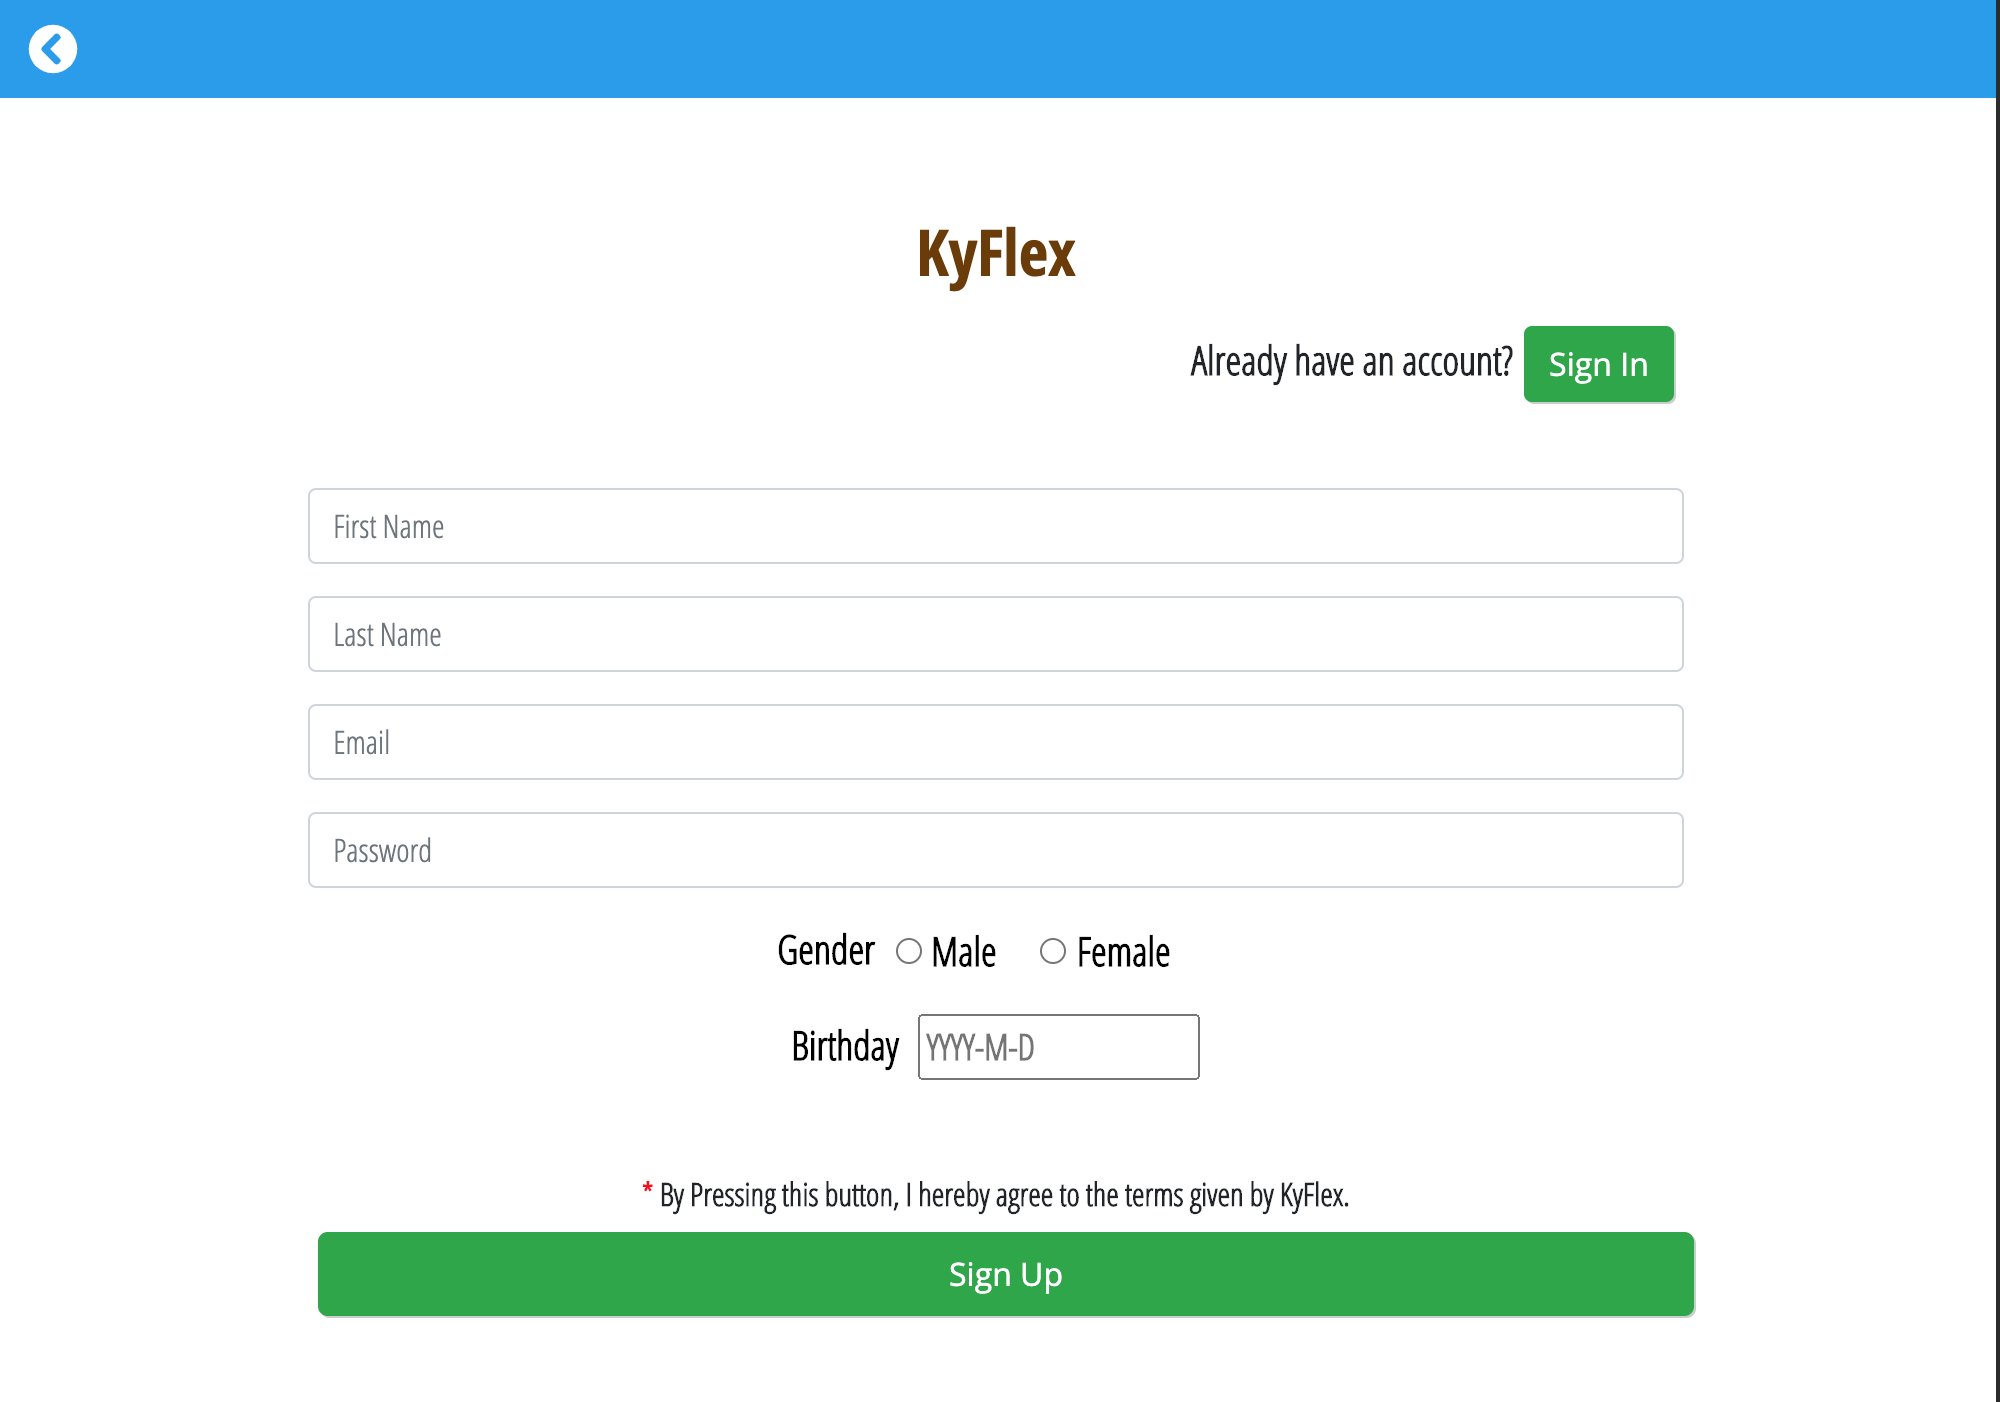 KyFlex
Already have an account? Sign In
First Name
Last Name
Email
Password
Gender Male Female
Birthday YYYY-M-D
* By Pressing this button, I hereby agree to the terms given by KyFlex.
Sign Up